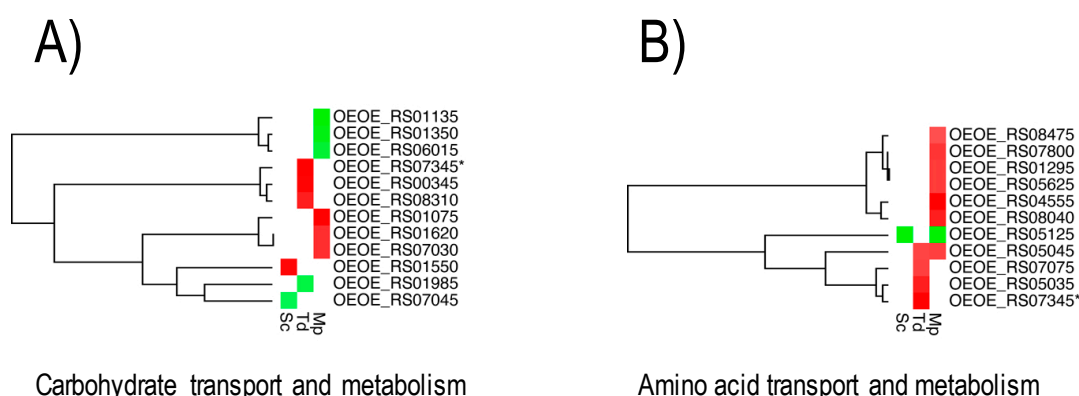 A)
OEOE_RS01135
OEOE_RS01350
OEOE_RS06015
OEOE_RS07345*
OEOE_RS00345
OEOE_RS08310
OEOE_RS01075
OEOE_RS01620
OEOE_RS07030
OEOE_RS01550
OEOE_RS01985
OEOE_RS07045
Sc
Td
Mp
Carbohydrate transport and metabolism
B)
OEOE_RS08475
OEOE_RS07800
OEOE_RS01295
OEOE_RS05625
OEOE_RS04555
OEOE_RS08040
OEOE_RS05125
OEOE_RS05045
OEOE_RS07075
OEOE_RS05035
OEOE_RS07345*
Sc
Td
Mp
Amino acid transport and metabolism